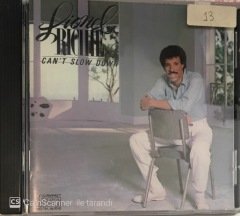 Lionel
RICHIE
CAN'T SLOW DOWN
13
CS CamScanner ile tarandı